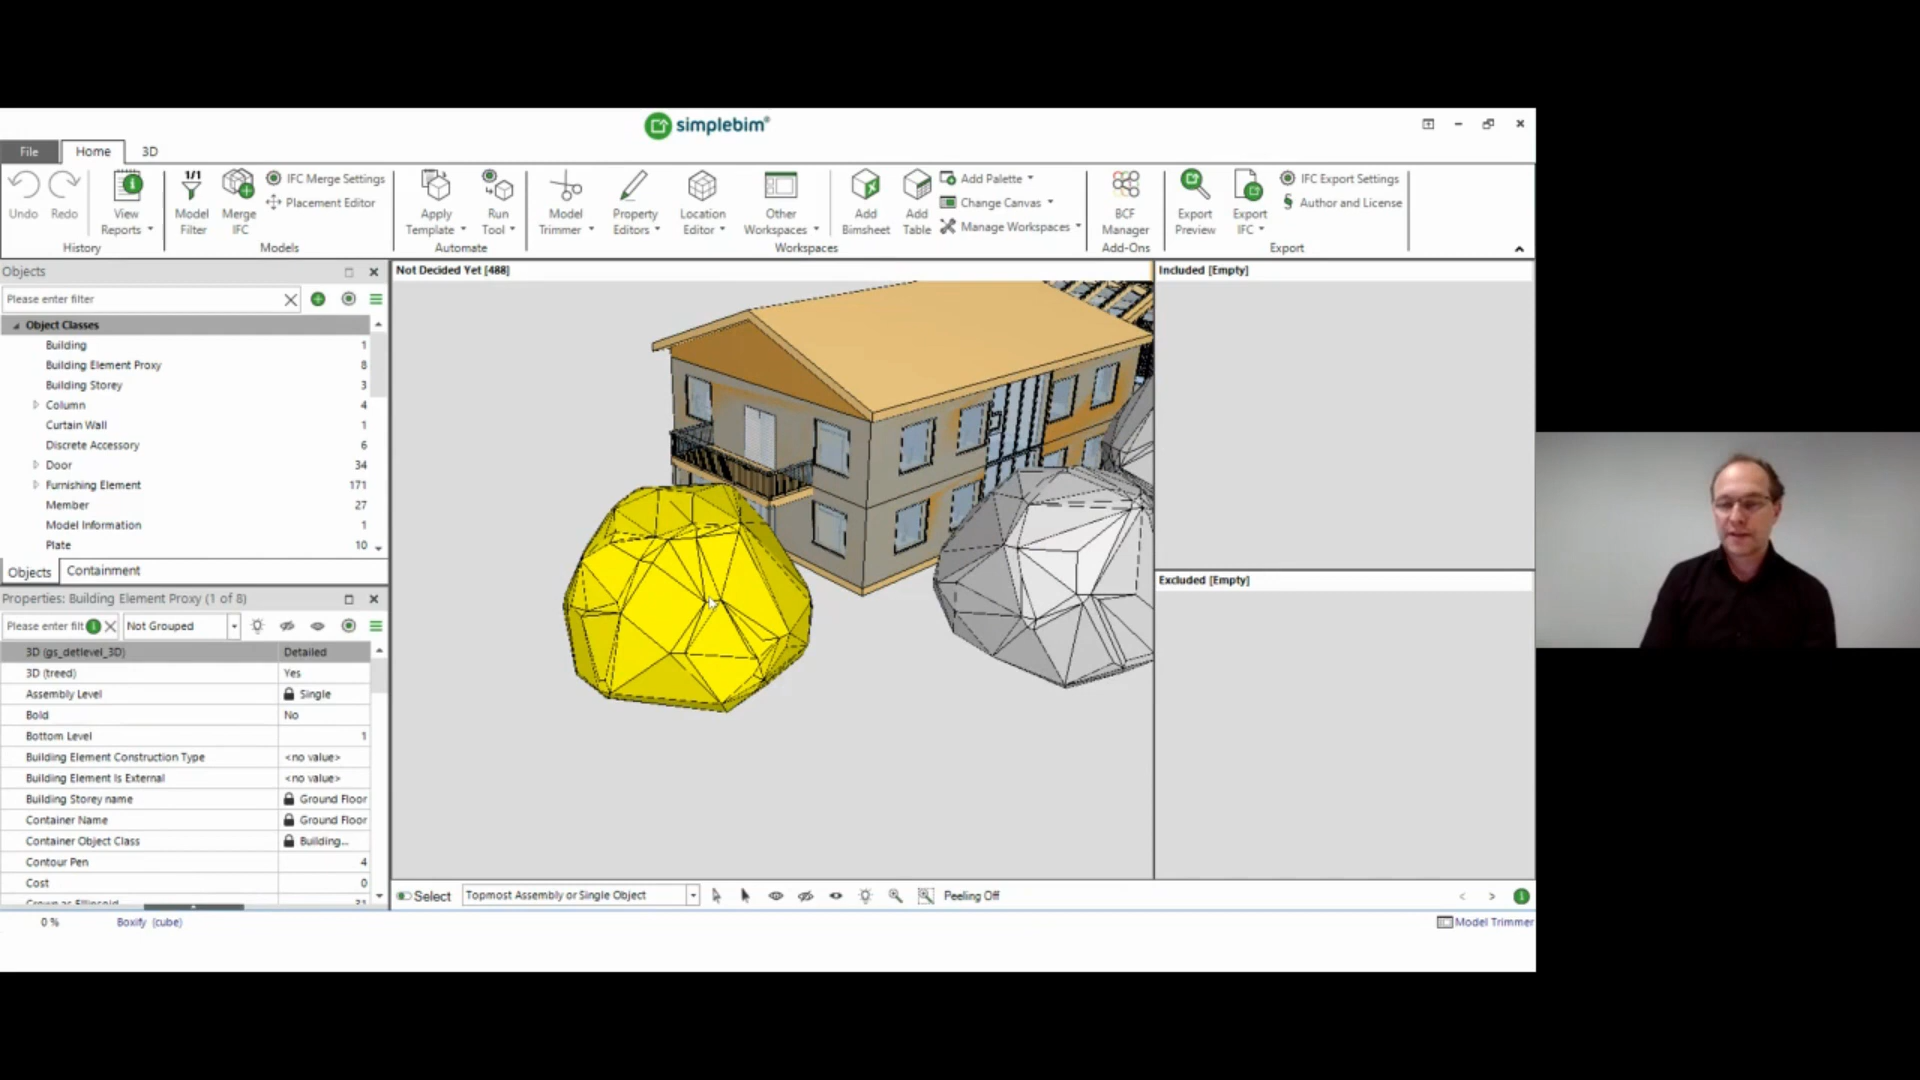 simplebim®
File
Home
3D
Undo
Redo
View Reports
History
1/1
Model Filter
Merge IFC
IFC Merge Settings
Placement Editor
Models
Apply Template
Run Tool
Automate
Model Trimmer
Property Editors
Location Editor
Other Workspaces
Add Bimsheet
Add Table
Add Palette
Change Canvas
Manage Workspaces
Workspaces
BCF Manager
Add-Ons
Export Preview
Export IFC
IFC Export Settings
Author and License
Export
Objects
Please enter filter
Object Classes
Building 1
Building Element Proxy 8
Building Storey 3
Column 4
Curtain Wall 1
Discrete Accessory 6
Door 34
Furnishing Element 171
Member 27
Model Information 1
Plate 10
Objects
Containment
Properties: Building Element Proxy (1 of 8)
Please enter filt
Not Grouped
3D (gs_detlevel_3D) Detailed
3D (treed) Yes
Assembly Level Single
Bold No
Bottom Level 1
Building Element Construction Type <no value>
Building Element Is External <no value>
Building Storey name Ground Floor
Container Name Ground Floor
Container Object Class Building...
Contour Pen 4
Cost 0
Not Decided Yet [488]
Included [Empty]
Excluded [Empty]
Select
Topmost Assembly or Single Object
Peeling Off
0 %
Boxify (cube)
Model Trimmer